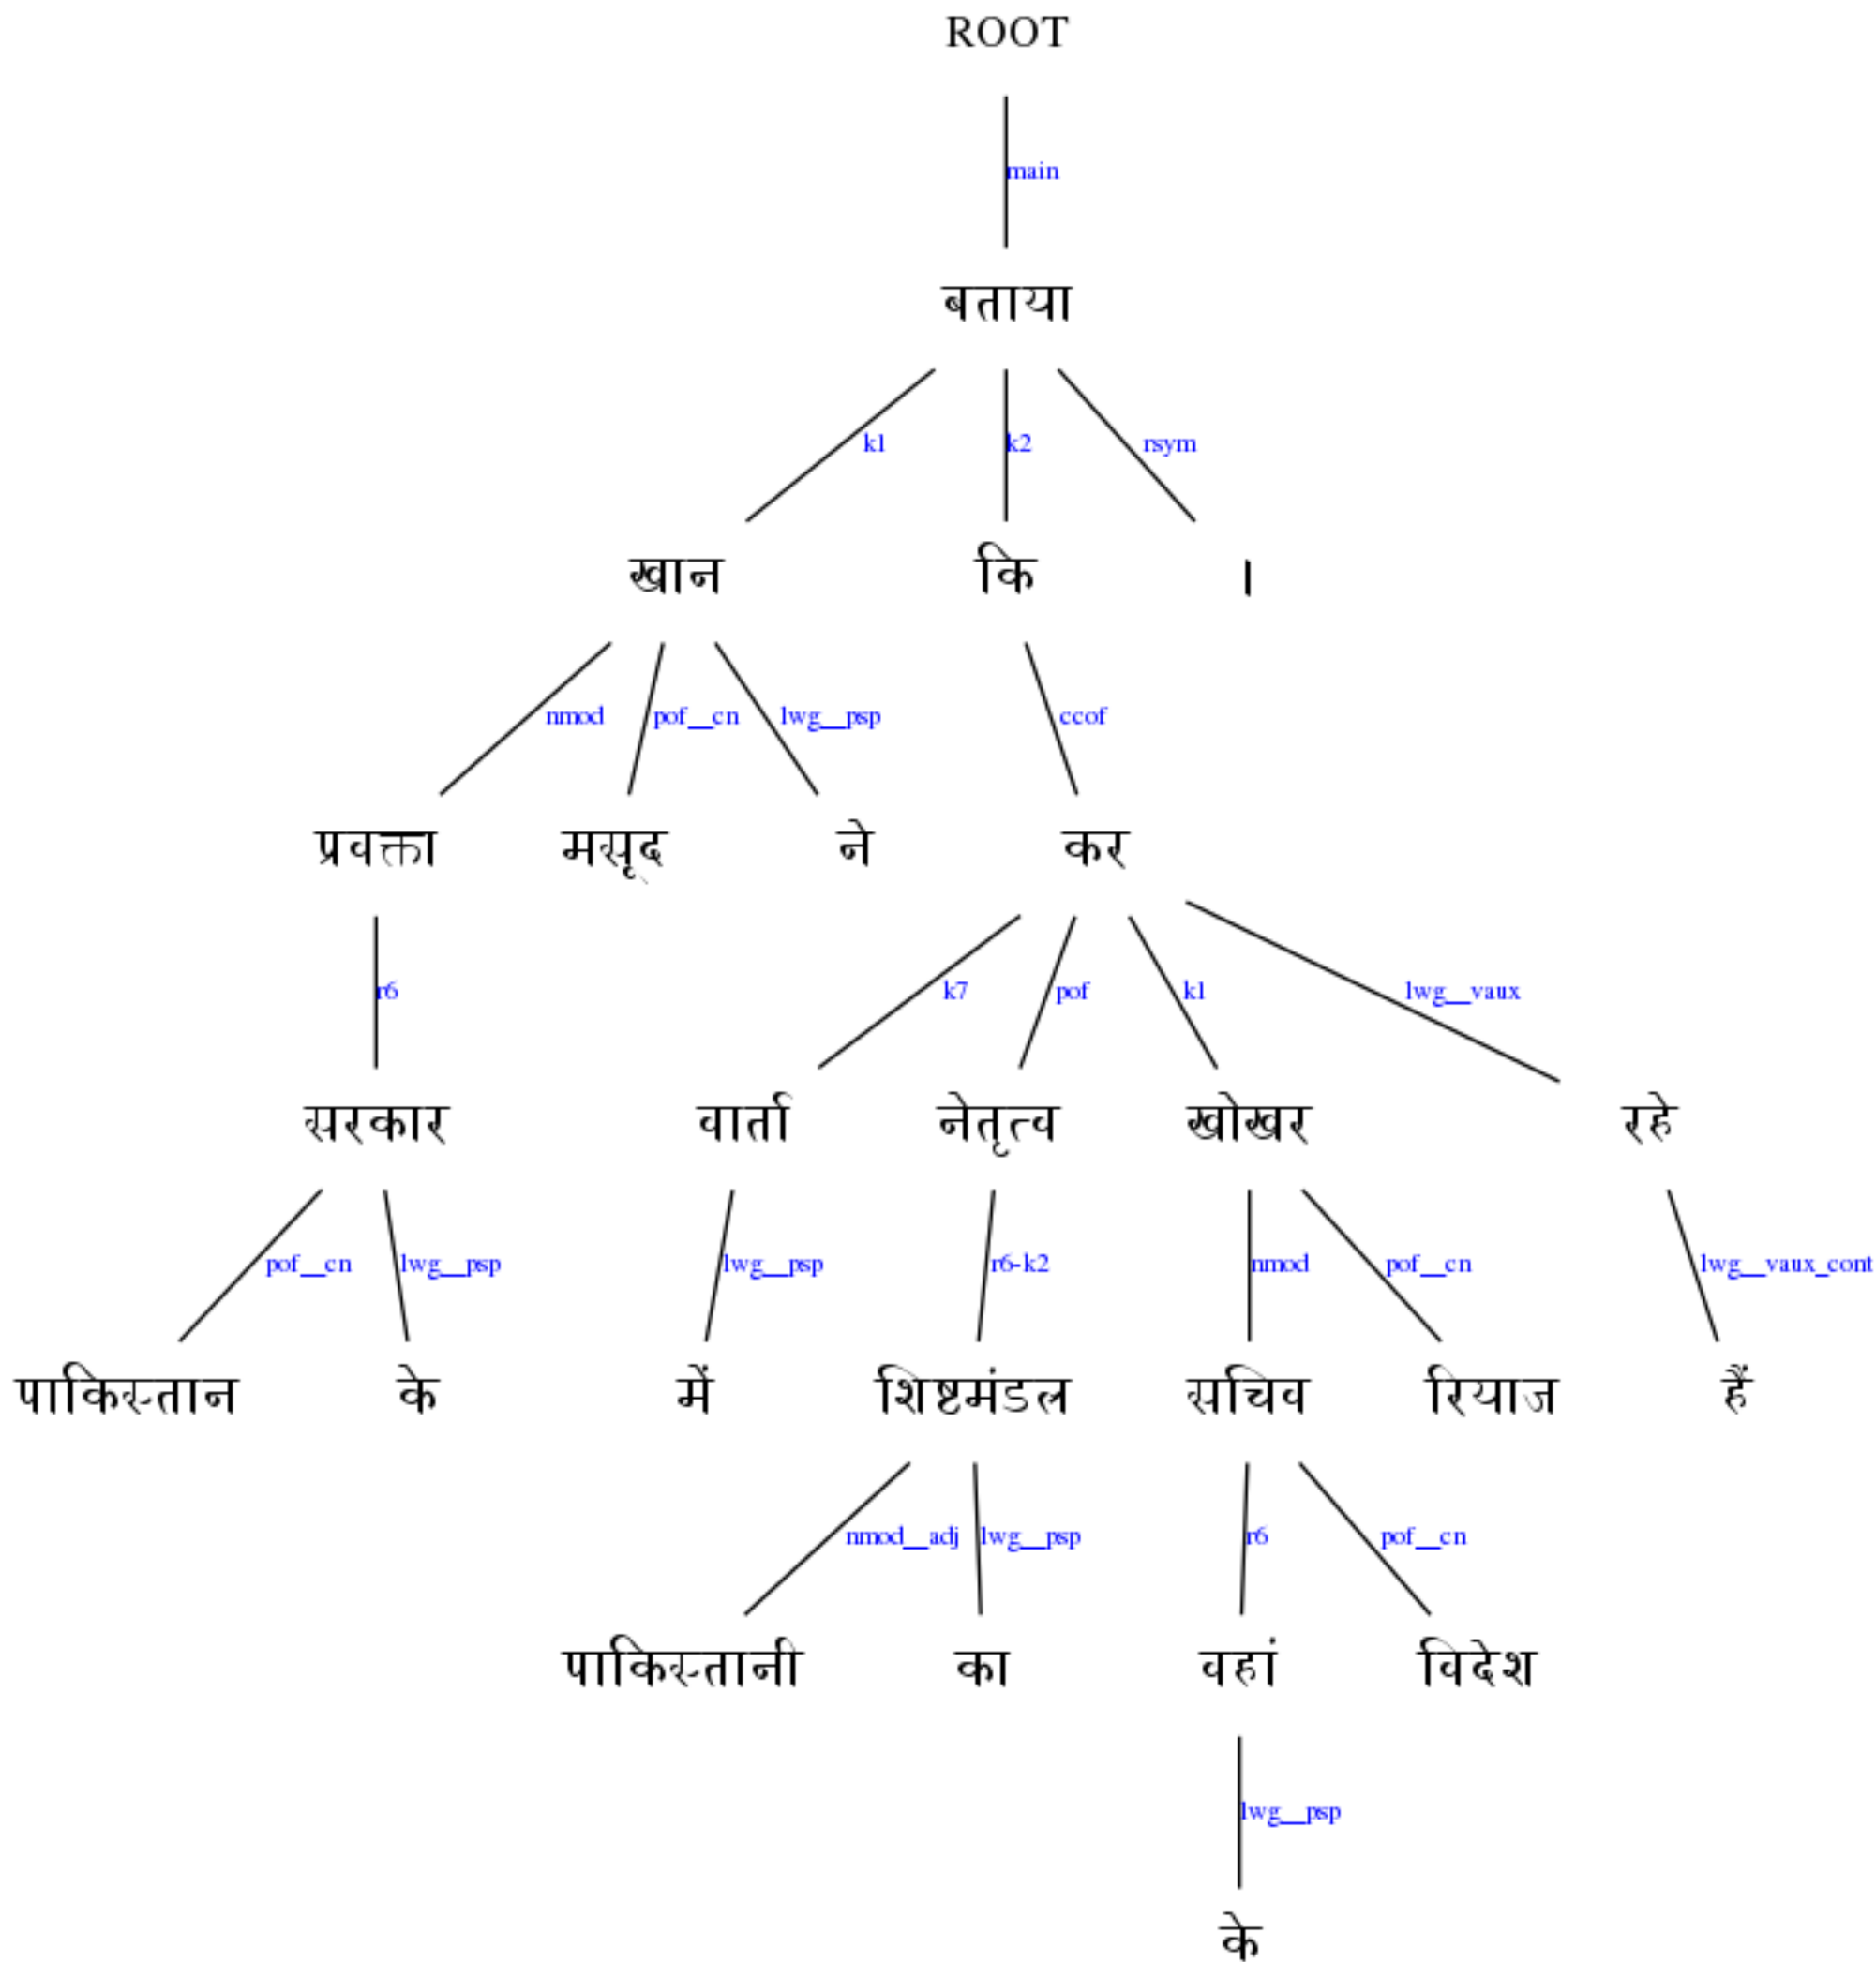 ROOT
main
बताया
k1 k2 rsym
खान कि ।
nmod pof__cn lwg__psp ccof
प्रवक्ता मसूद ने कर
r6 k7 pof k1 lwg__vaux
सरकार वार्ता नेतृत्व खोखर रहे
pof__cn lwg__psp lwg__psp r6-k2 nmod pof__cn lwg__vaux_cont
पाकिस्तान के में शिष्टमंडल सचिव रियाज हैं
nmod__adj lwg__psp r6 pof__cn
पाकिस्तानी का वहां विदेश
lwg__psp
के